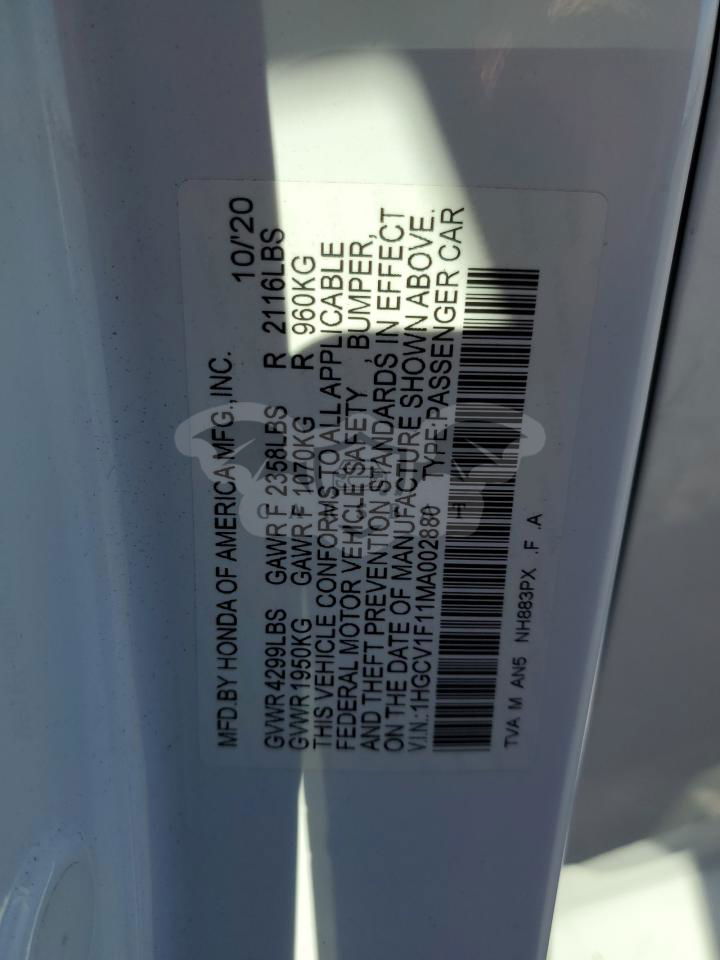 MFD.BY HONDA OF AMERICA MFG.,INC. 10/'20
GVWR 4299LBS GAWR F 2358LBS R 2116LBS
GVWR 1950KG GAWR F 1070KG R 960KG
THIS VEHICLE CONFORMS TO ALL APPLICABLE
FEDERAL MOTOR VEHICLE SAFETY , BUMPER,
AND THEFT PREVENTION STANDARDS IN EFFECT
ON THE DATE OF MANUFACTURE SHOWN ABOVE.
V.I.N.:1HGCV1F11MA002880 TYPE:PASSENGER CAR
TVA M AN5 NH883PX .F .A